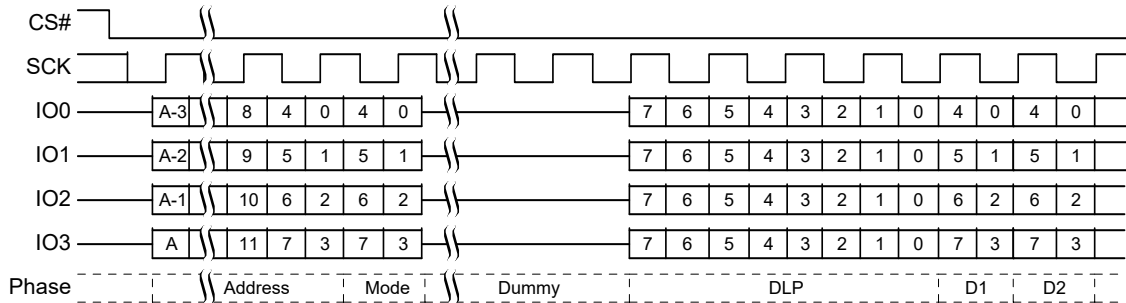 CS#
SCK
IO0 A-3 8 4 0 4 0 7 6 5 4 3 2 1 0 4 0 4 0
IO1 A-2 9 5 1 5 1 7 6 5 4 3 2 1 0 5 1 5 1
IO2 A-1 10 6 2 6 2 7 6 5 4 3 2 1 0 6 2 6 2
IO3 A 11 7 3 7 3 7 6 5 4 3 2 1 0 7 3 7 3
Phase Address Mode Dummy DLP D1 D2